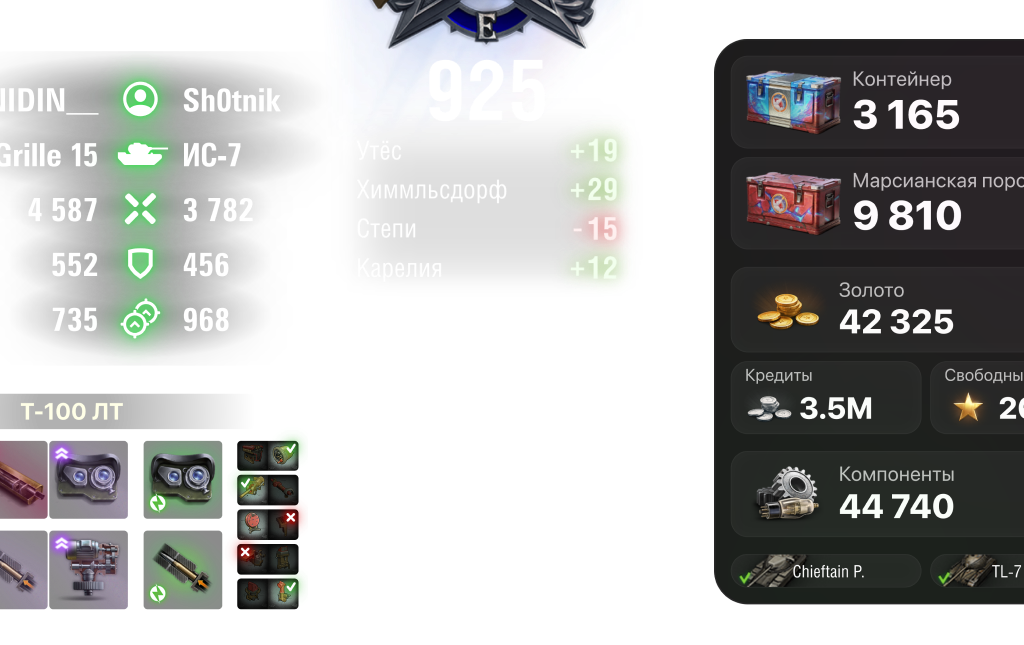 E
925
Sh0tnik
Grille 15
ИС-7
4 587
3 782
552
456
735
968
Утёс +19
Химмльсдорф +29
Степи -15
Карелия +12
Т-100 ЛТ
Контейнер
3 165
Марсианская
9 810
Золото
42 325
Кредиты
3.5M
Компоненты
44 740
Chieftain P.
TL-7